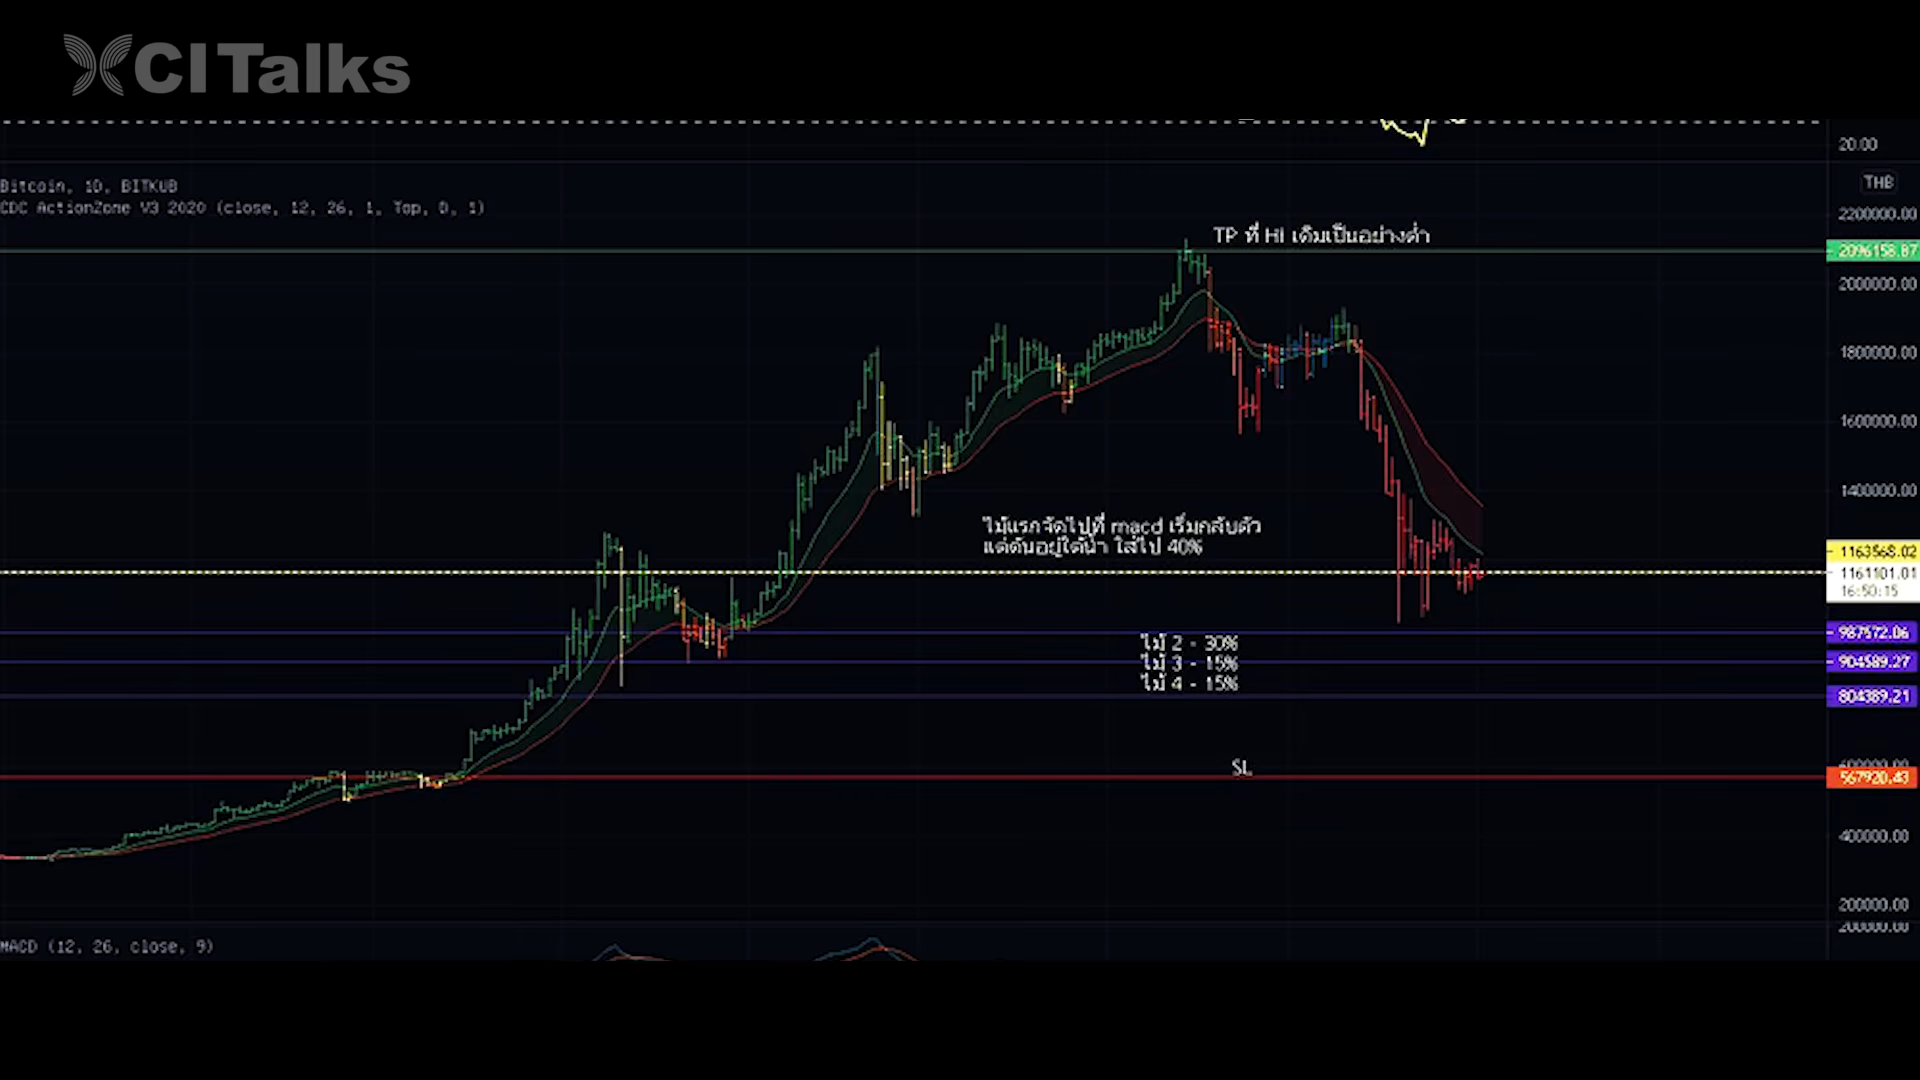 CI Talks
20.00
Bitcoin, 1D, BITKUB
THB
CDC ActionZone V3 2020 (close, 12, 26, 1, Top, 0, 1)
2200000.00
TP ที่ HI เดิมเป็นอย่างต่ำ
2096158.87
2000000.00
1800000.00
1600000.00
1400000.00
ไม้แรกจัดไปที่ macd เริ่มกลับตัว
แต่ดันอยู่ใต้น้ำ ใส่ไป 40%
1163568.02
1161101.01
16:50:15
987572.06
ไม้ 2 - 30%
ไม้ 3 - 15%
904589.27
ไม้ 4 - 15%
804389.21
SL
600000.00
567920.43
400000.00
200000.00
200000.00
MACD (12, 26, close, 9)